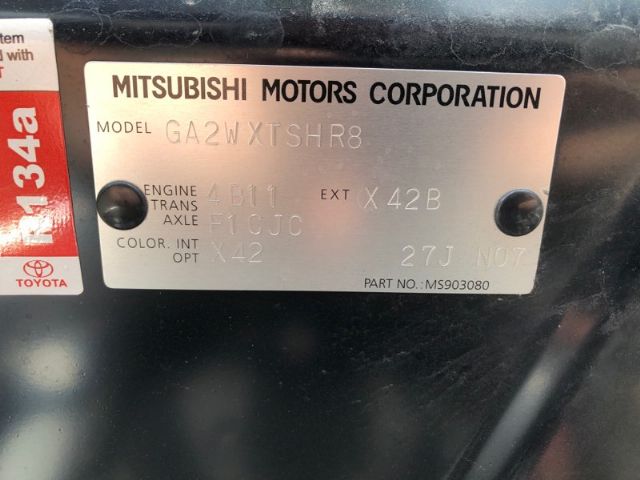 tem
d with
T
R134a
TOYOTA
MITSUBISHI MOTORS CORPORATION
MODEL GA2WXTSHR8
ENGINE 4B11 EXT X42B
TRANS
AXLE F1CJC
COLOR. INT X42
OPT 27J N07
PART NO.: MS903080